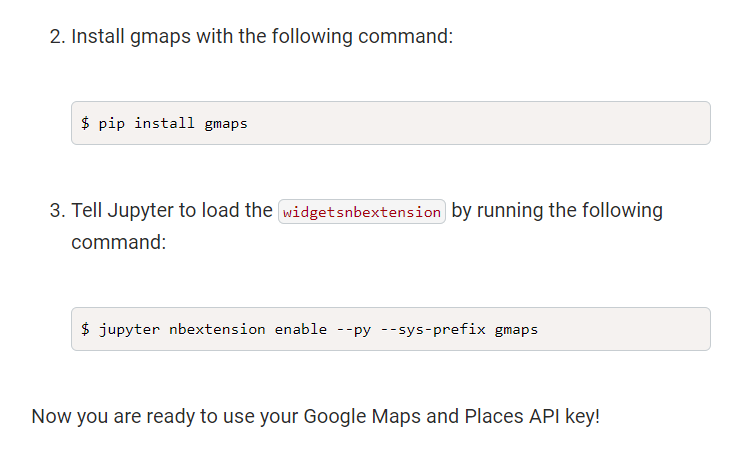 2. Install gmaps with the following command:
$ pip install gmaps
3. Tell Jupyter to load the widgetsnbextension by running the following
command:
$ jupyter nbextension enable --py --sys-prefix gmaps
Now you are ready to use your Google Maps and Places API key!